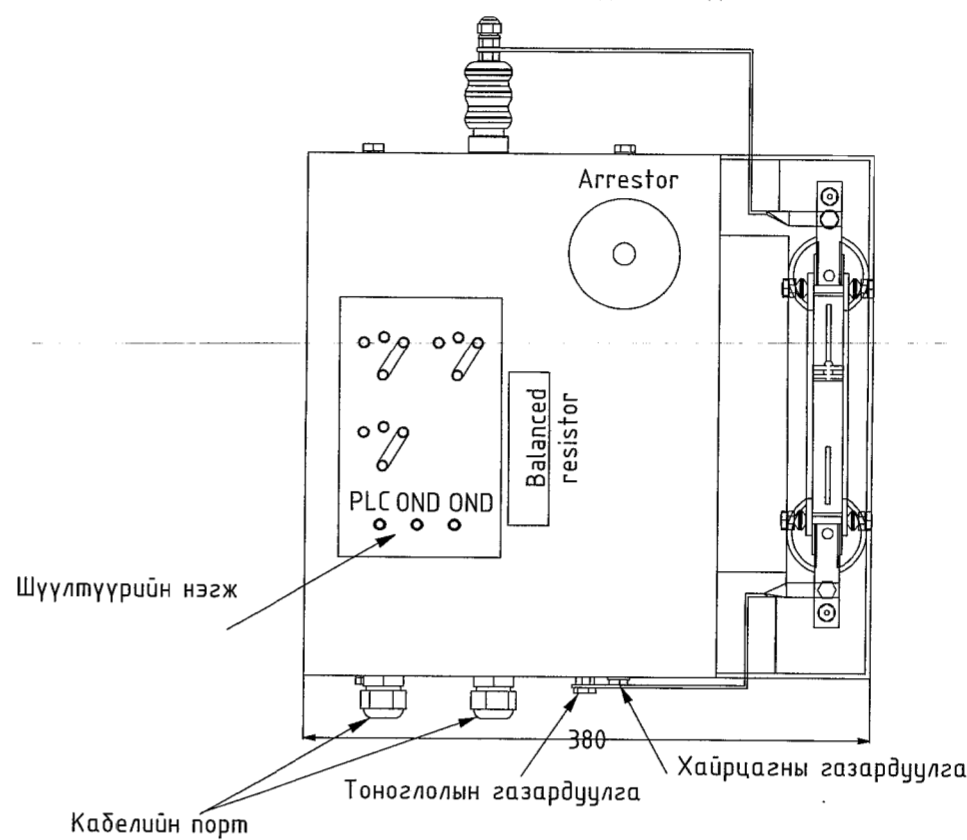 Arrestor
Balanced
resistor
PLC OND OND
Шүүлтүүрийн нэгж
380
Хайрцагны газардуулга
Тоноглолын газардуулга
Кабелийн порт